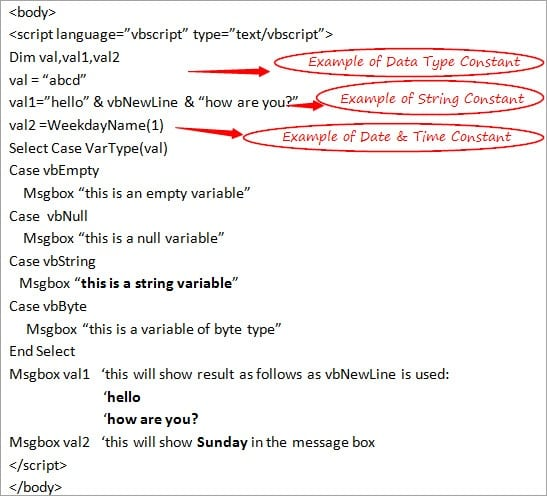 <body>
<script language=”vbscript” type=”text/vbscript”>
Dim val,val1,val2
Example of Data Type Constant
val = “abcd”
val1=”hello” & vbNewLine & “how are you?”
Example of String Constant
val2 =WeekdayName(1)
Example of Date & Time Constant
Select Case VarType(val)
Case vbEmpty
Msgbox “this is an empty variable”
Case  vbNull
Msgbox “this is a null variable”
Case vbString
Msgbox “this is a string variable”
Case vbByte
Msgbox “this is a variable of byte type”
End Select
Msgbox val1   ‘this will show result as follows as vbNewLine is used:
‘hello
‘how are you?
Msgbox val2   ‘this will show Sunday in the message box
</script>
</body>